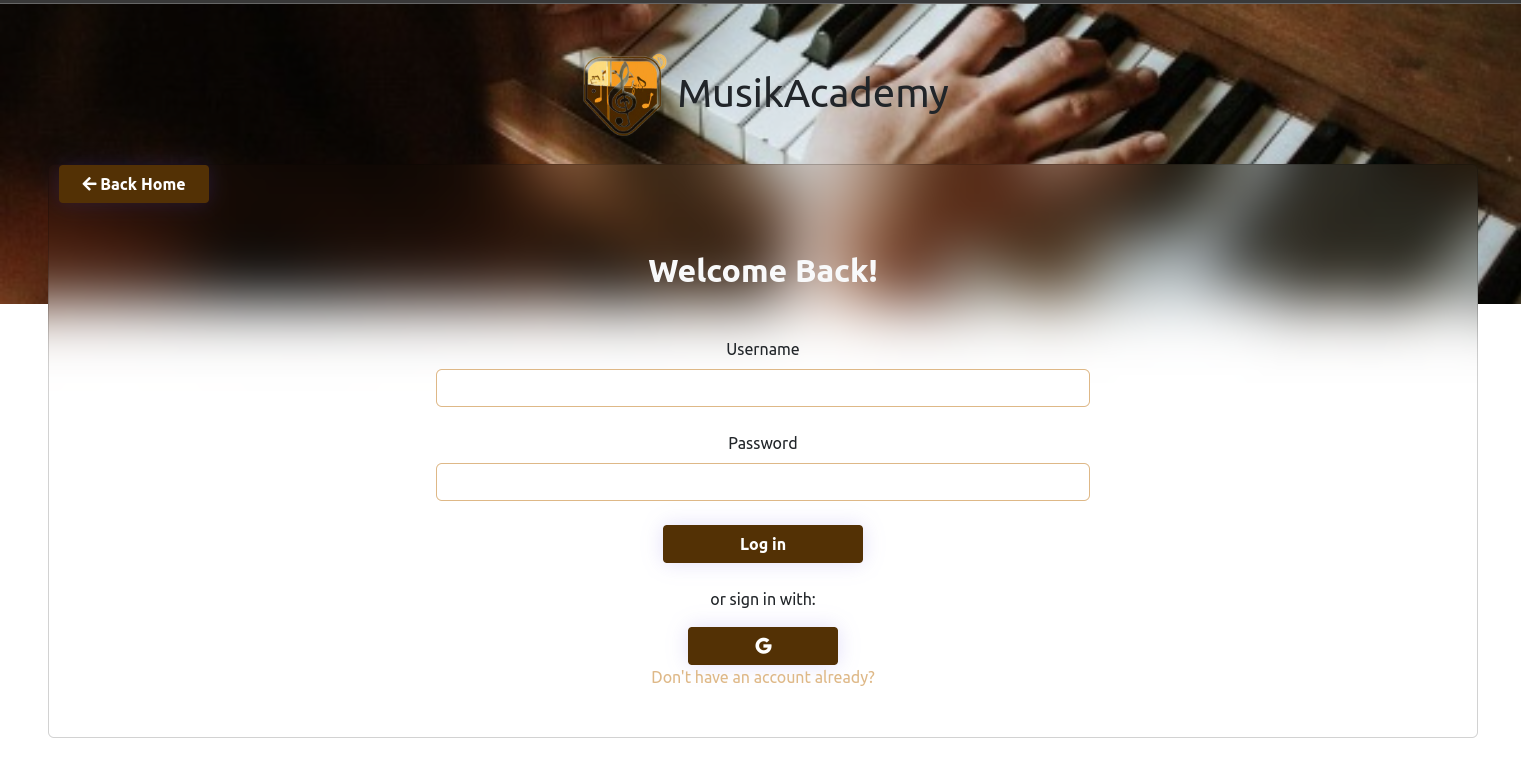 MusikAcademy
Back Home
Welcome Back!
Username
Password
Log in
or sign in with:
G
Don't have an account already?